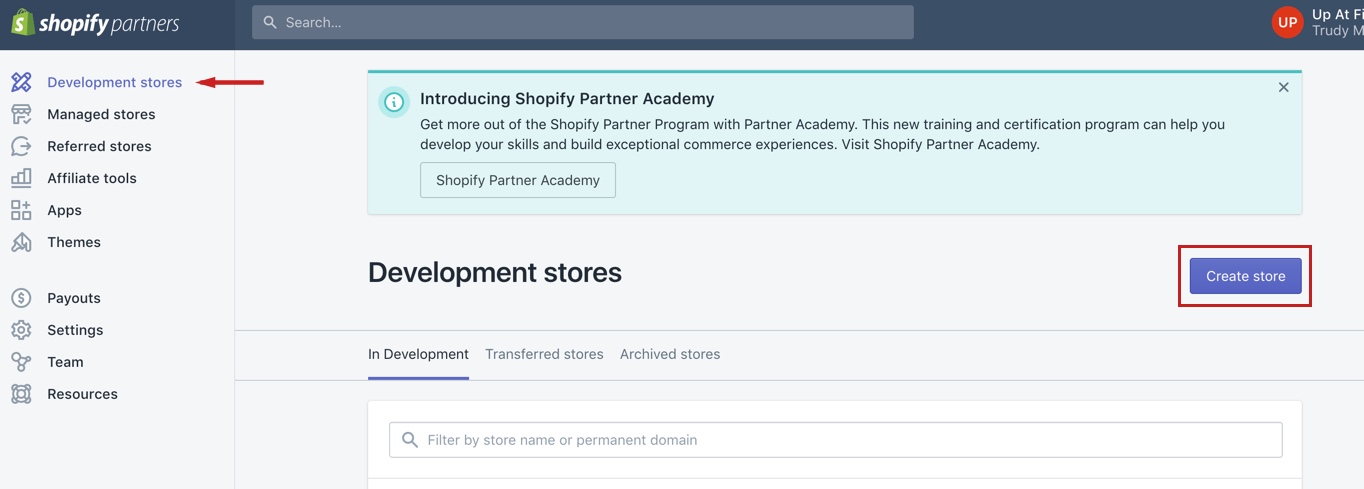 shopify partners
Search...
UP
Up At Fi
Trudy M
Development stores
Managed stores
Referred stores
Affiliate tools
Apps
Themes
Payouts
Settings
Team
Resources
Introducing Shopify Partner Academy
Get more out of the Shopify Partner Program with Partner Academy. This new training and certification program can help you
develop your skills and build exceptional commerce experiences. Visit Shopify Partner Academy.
Shopify Partner Academy
Development stores
Create store
In Development Transferred stores Archived stores
Filter by store name or permanent domain